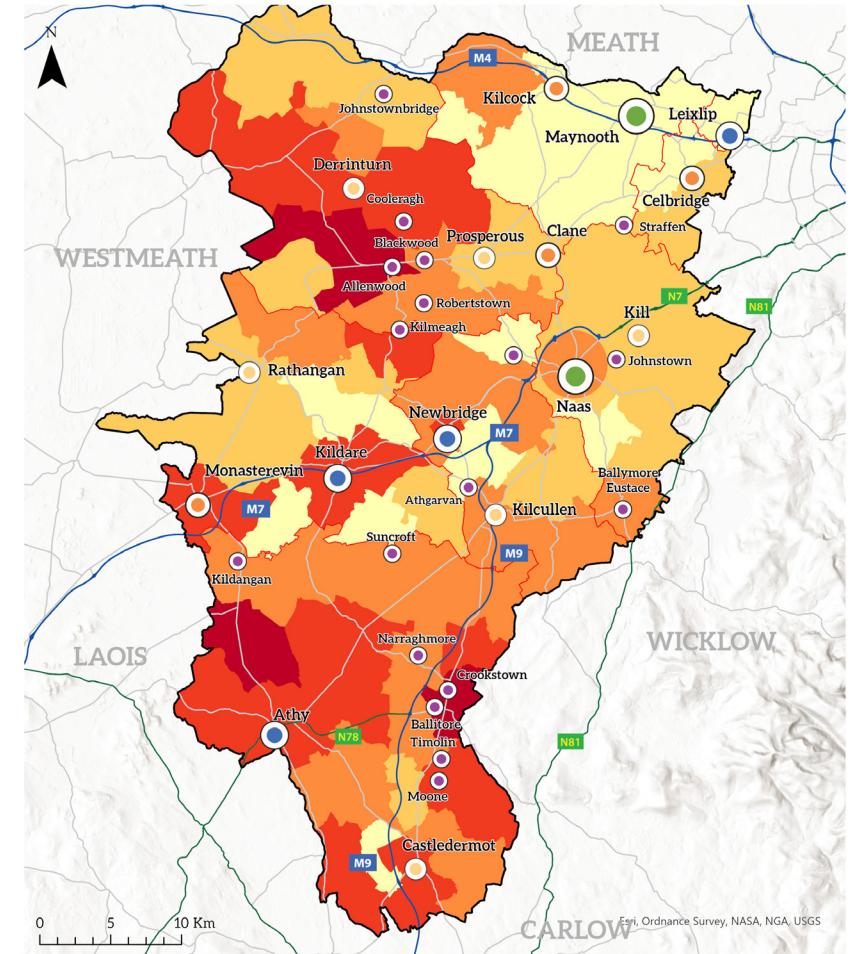 N
MEATH
M4
Kilcock
Johnstownbridge
Maynooth
Leixlip
Derrinturn
Cooleragh
Celbridge
Blackwood
Prosperous
Clane
Straffen
WESTMEATH
Allenwood
N7
Robertstown
Kill
N81
Kilmeagh
Johnstown
Rathangan
Naas
Newbridge
M7
Kildare
Monasterevin
Ballymore
Eustace
Athgarvan
M7
Kilcullen
Suncroft
M9
Kildangan
Narraghmore
WICKLOW
LAOIS
Crookstown
Athy
Ballitore
N78
Timolin
N81
Moone
Castledermot
M9
0 5 10 Km
Esri, Ordnance Survey, NASA, NGA, USGS
CARLOW